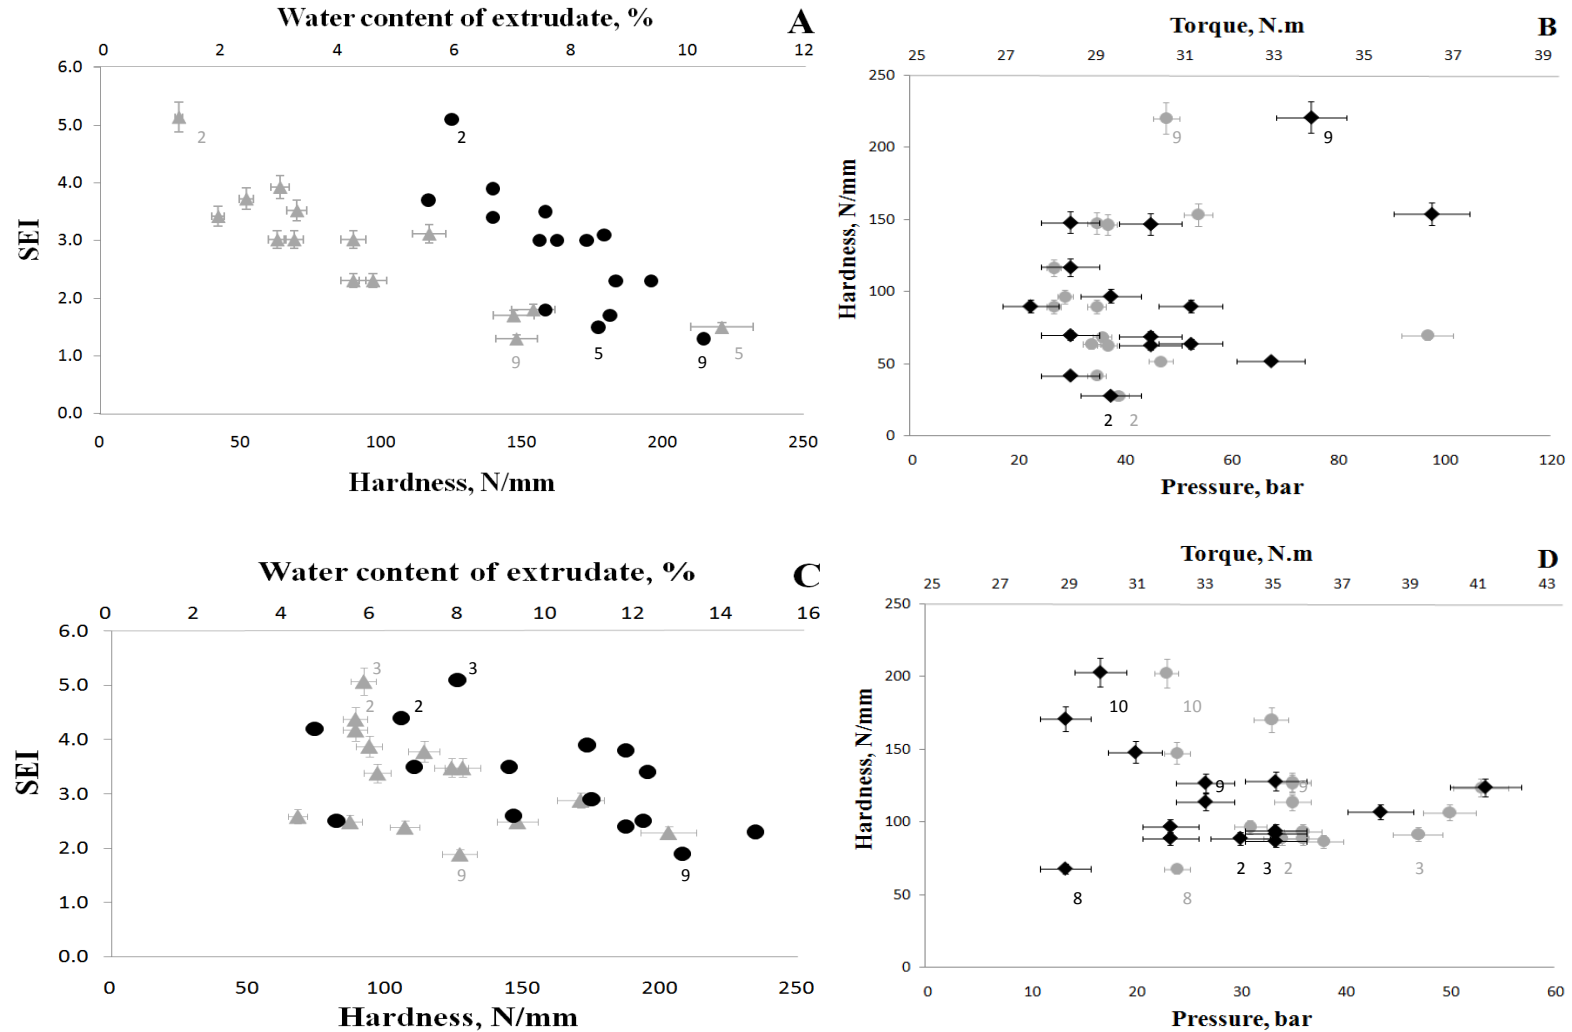 Water content of extrudate, %
A
0 2 4 6 8 10 12
6.0
5.0
4.0
3.0
2.0
1.0
0.0
SEI
2
2
5
9
9
5
0 50 100 150 200 250
Hardness, N/mm
Torque, N.m
B
25 27 29 31 33 35 37 39
250
200
150
100
50
0
Hardness, N/mm
9
9
2
2
0 20 40 60 80 100 120
Pressure, bar
Water content of extrudate, %
C
0 2 4 6 8 10 12 14 16
6.0
5.0
4.0
3.0
2.0
1.0
0.0
SEI
3
3
2
2
9
9
0 50 100 150 200 250
Hardness, N/mm
Torque, N.m
D
25 27 29 31 33 35 37 39 41 43
250
200
150
100
50
0
Hardness, N/mm
10
10
9
9
2
3
2
3
8
8
0 10 20 30 40 50 60
Pressure, bar